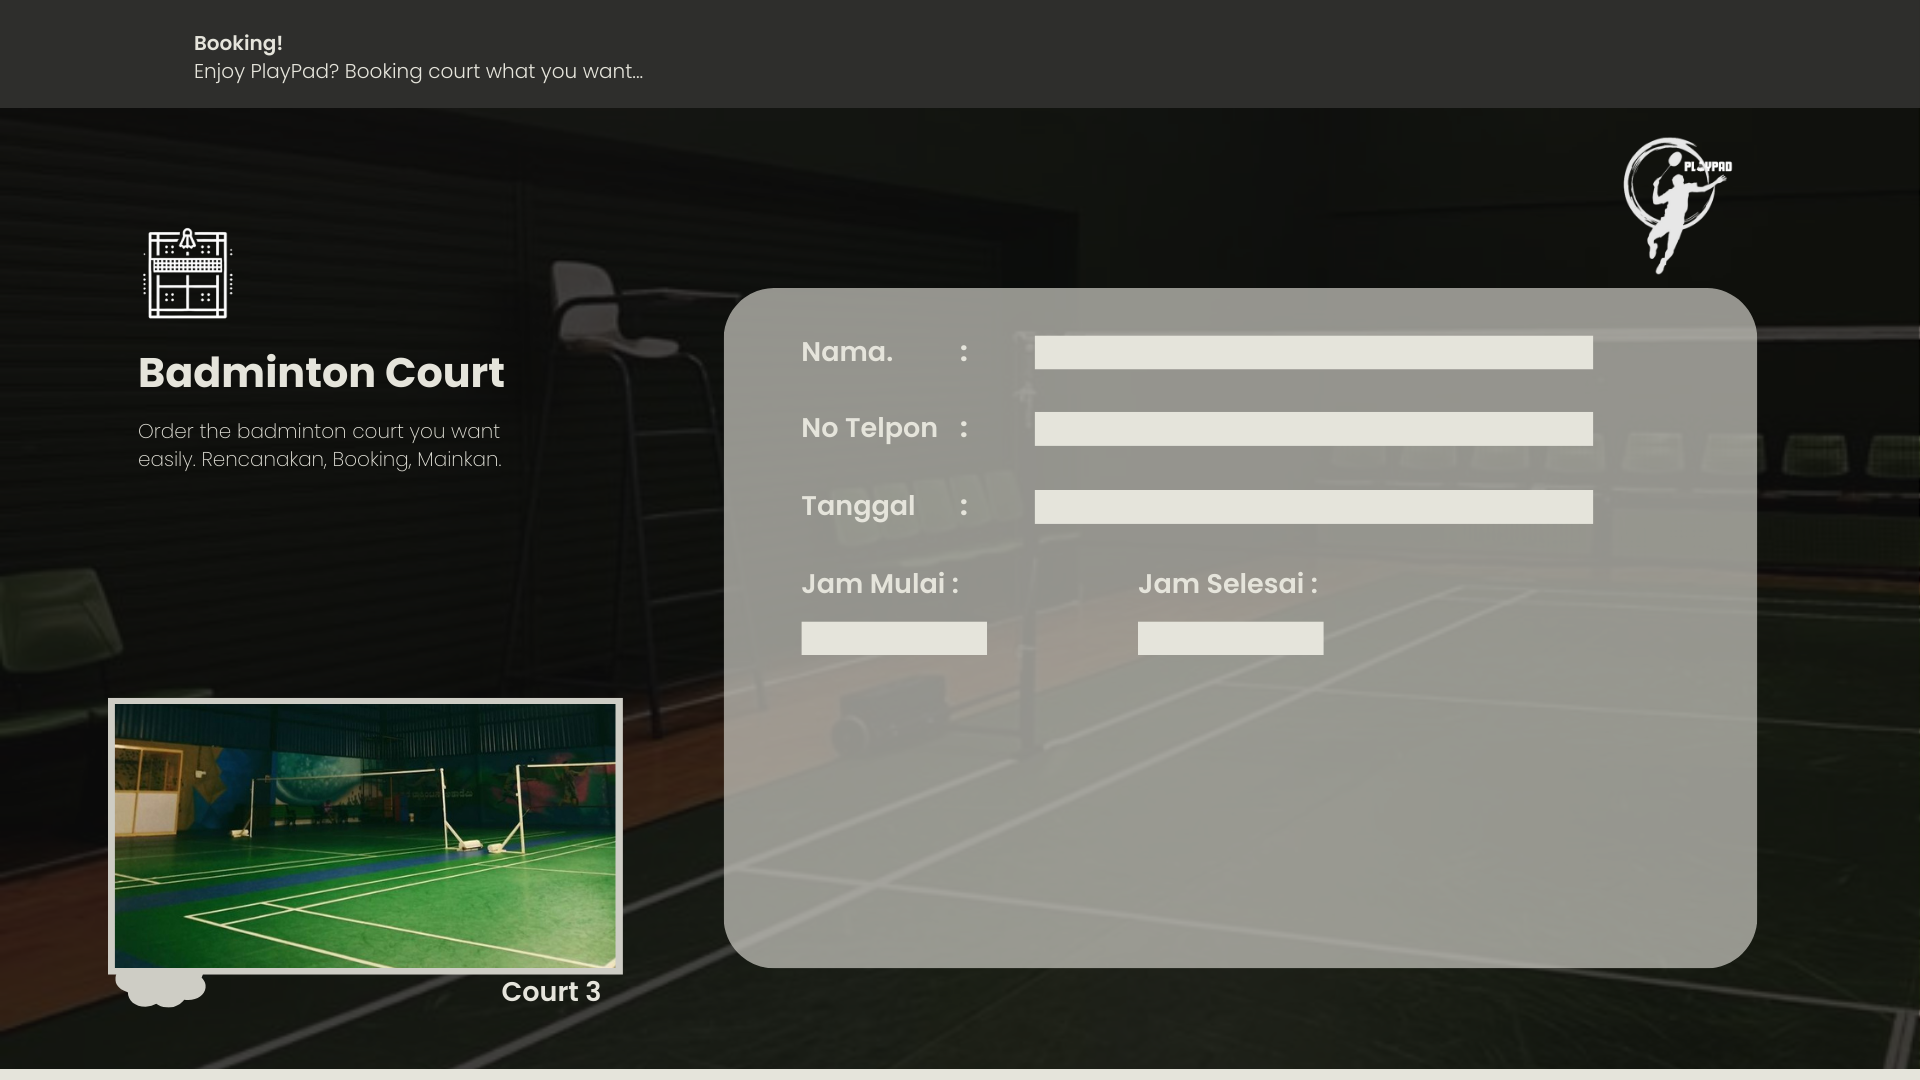 Booking!
Enjoy PlayPad? Booking court what you want...
PLAYPAD
Badminton Court
Order the badminton court you want
easily. Rencanakan, Booking, Mainkan.
Nama. :
No Telpon :
Tanggal :
Jam Mulai : Jam Selesai :
Court 3